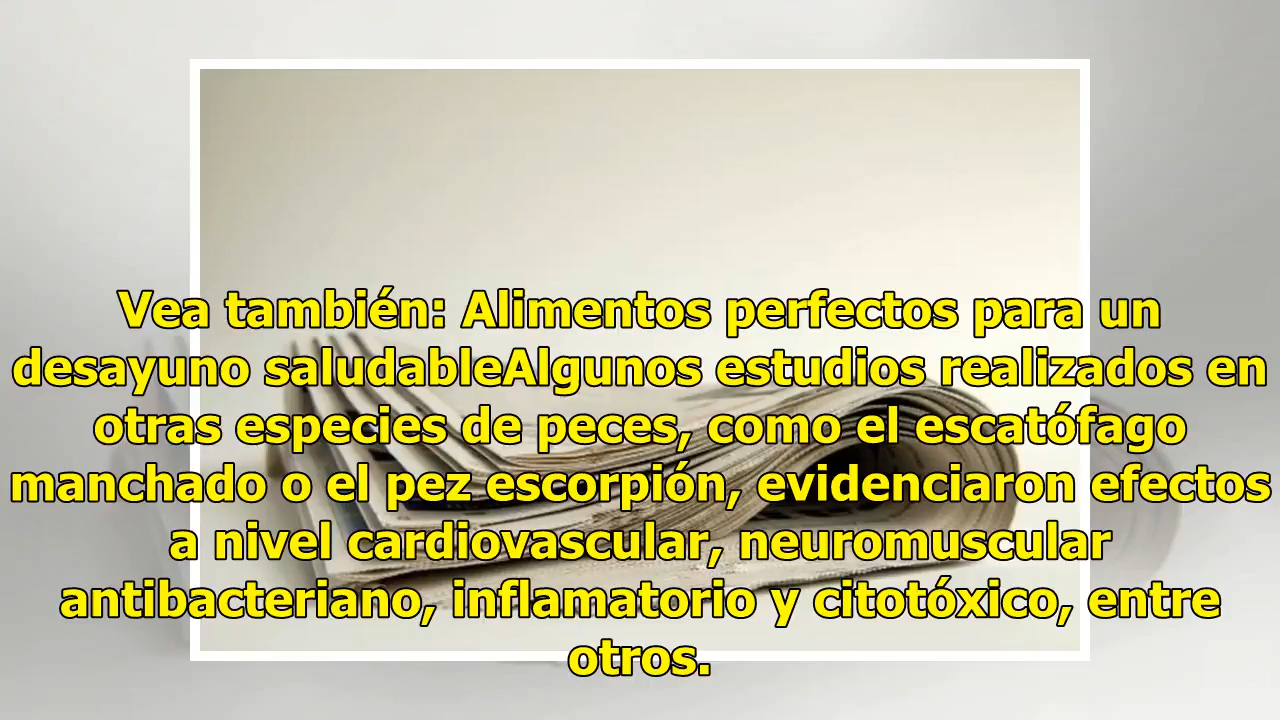 Vea también: Alimentos perfectos para un
desayuno saludableAlgunos estudios realizados en
otras especies de peces, como el escatófago
manchado o el pez escorpión, evidenciaron efectos
a nivel cardiovascular, neuromuscular
antibacteriano, inflamatorio y citotóxico, entre
otros.